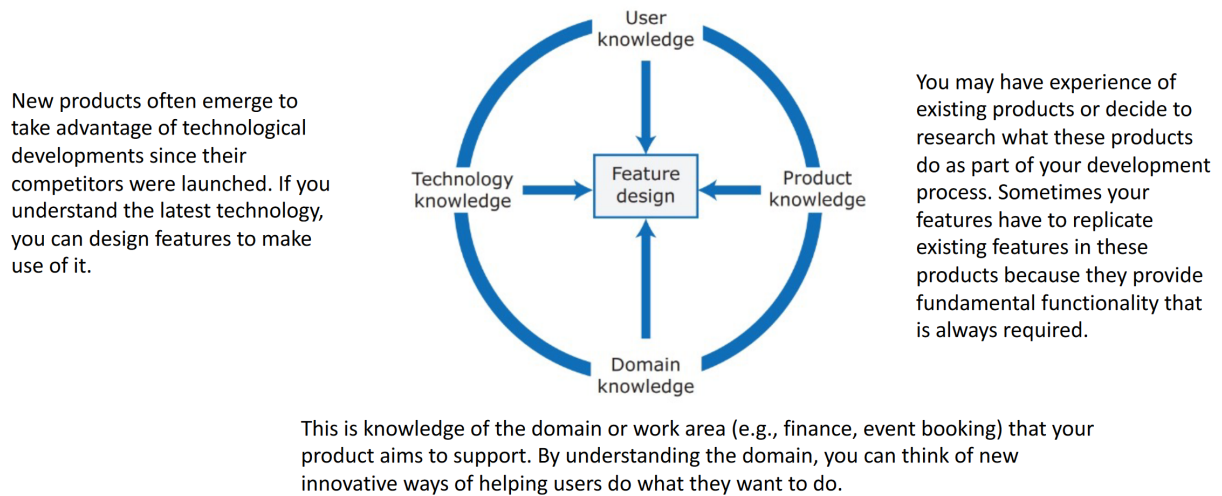 User
knowledge
New products often emerge to
take advantage of technological
developments since their
competitors were launched. If you
understand the latest technology,
you can design features to make
use of it.
Technology
knowledge
Feature
design
Product
knowledge
You may have experience of
existing products or decide to
research what these products
do as part of your development
process. Sometimes your
features have to replicate
existing features in these
products because they provide
fundamental functionality that
is always required.
Domain
knowledge
This is knowledge of the domain or work area (e.g., finance, event booking) that your
product aims to support. By understanding the domain, you can think of new
innovative ways of helping users do what they want to do.